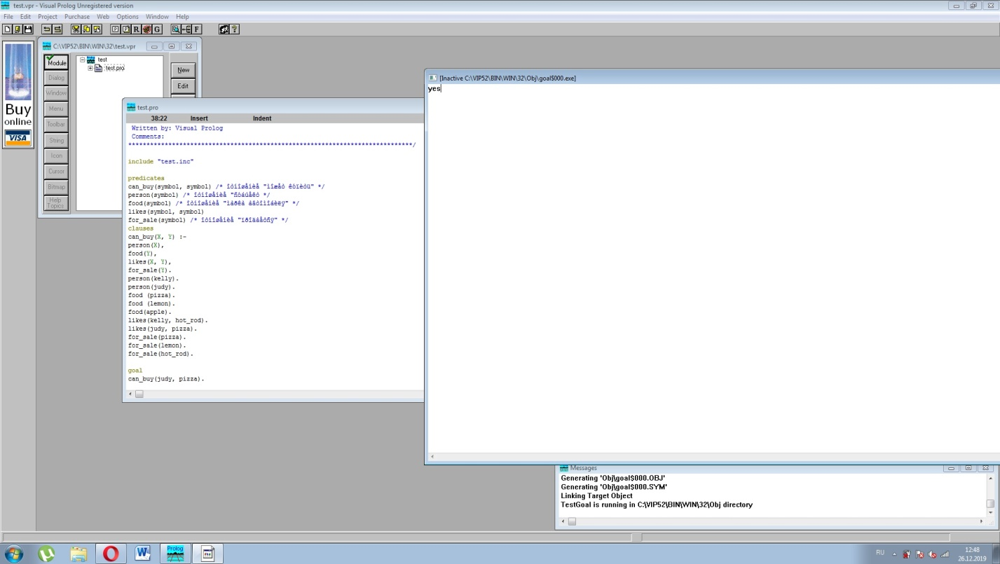 test.vpr - Visual Prolog Unregistered version
File Edit Project Purchase Web Options Window Help
R G F ?
C:\VIP52\BIN\WIN\32\test.vpr
Module
Dialog
Window
Menu
Toolbar
String
Icon
Cursor
Bitmap
Help
Topics
test
test.pro
New
Edit
Buy
online
VISA
test.pro
38:22 Insert Indent
Written by: Visual Prolog
Comments:
******************************************************************************/
include "test.inc"
predicates
can_buy(symbol, symbol) /* îòíîøåíèå "ìîæåò êóïèòü" */
person(symbol) /* îòíîøåíèå "ñóáúåêò */
food(symbol) /* îòíîøåíèå */
likes(symbol, symbol)
for_sale(symbol) /* îòíîøåíèå "ïðîäàåòñÿ" */
clauses
can_buy(X, Y) :-
person(X),
food(Y),
likes(X, Y),
for_sale(Y).
person(kelly).
person(judy).
food (pizza).
food (lemon).
food(apple).
likes(kelly, hot_rod).
likes(judy, pizza).
for_sale(pizza).
for_sale(lemon).
for_sale(hot_rod).
goal
can_buy(judy, pizza).
[Inactive C:\VIP52\BIN\WIN\32\Obj\goal$000.exe]
yes
Messages
Generating 'Obj\goal$000.OBJ'
Generating 'Obj\goal$000.SYM'
Linking Target Object
TestGoal is running in C:\VIP52\BIN\WIN\32\Obj directory
Prolog
RU
12:48
26.12.2019